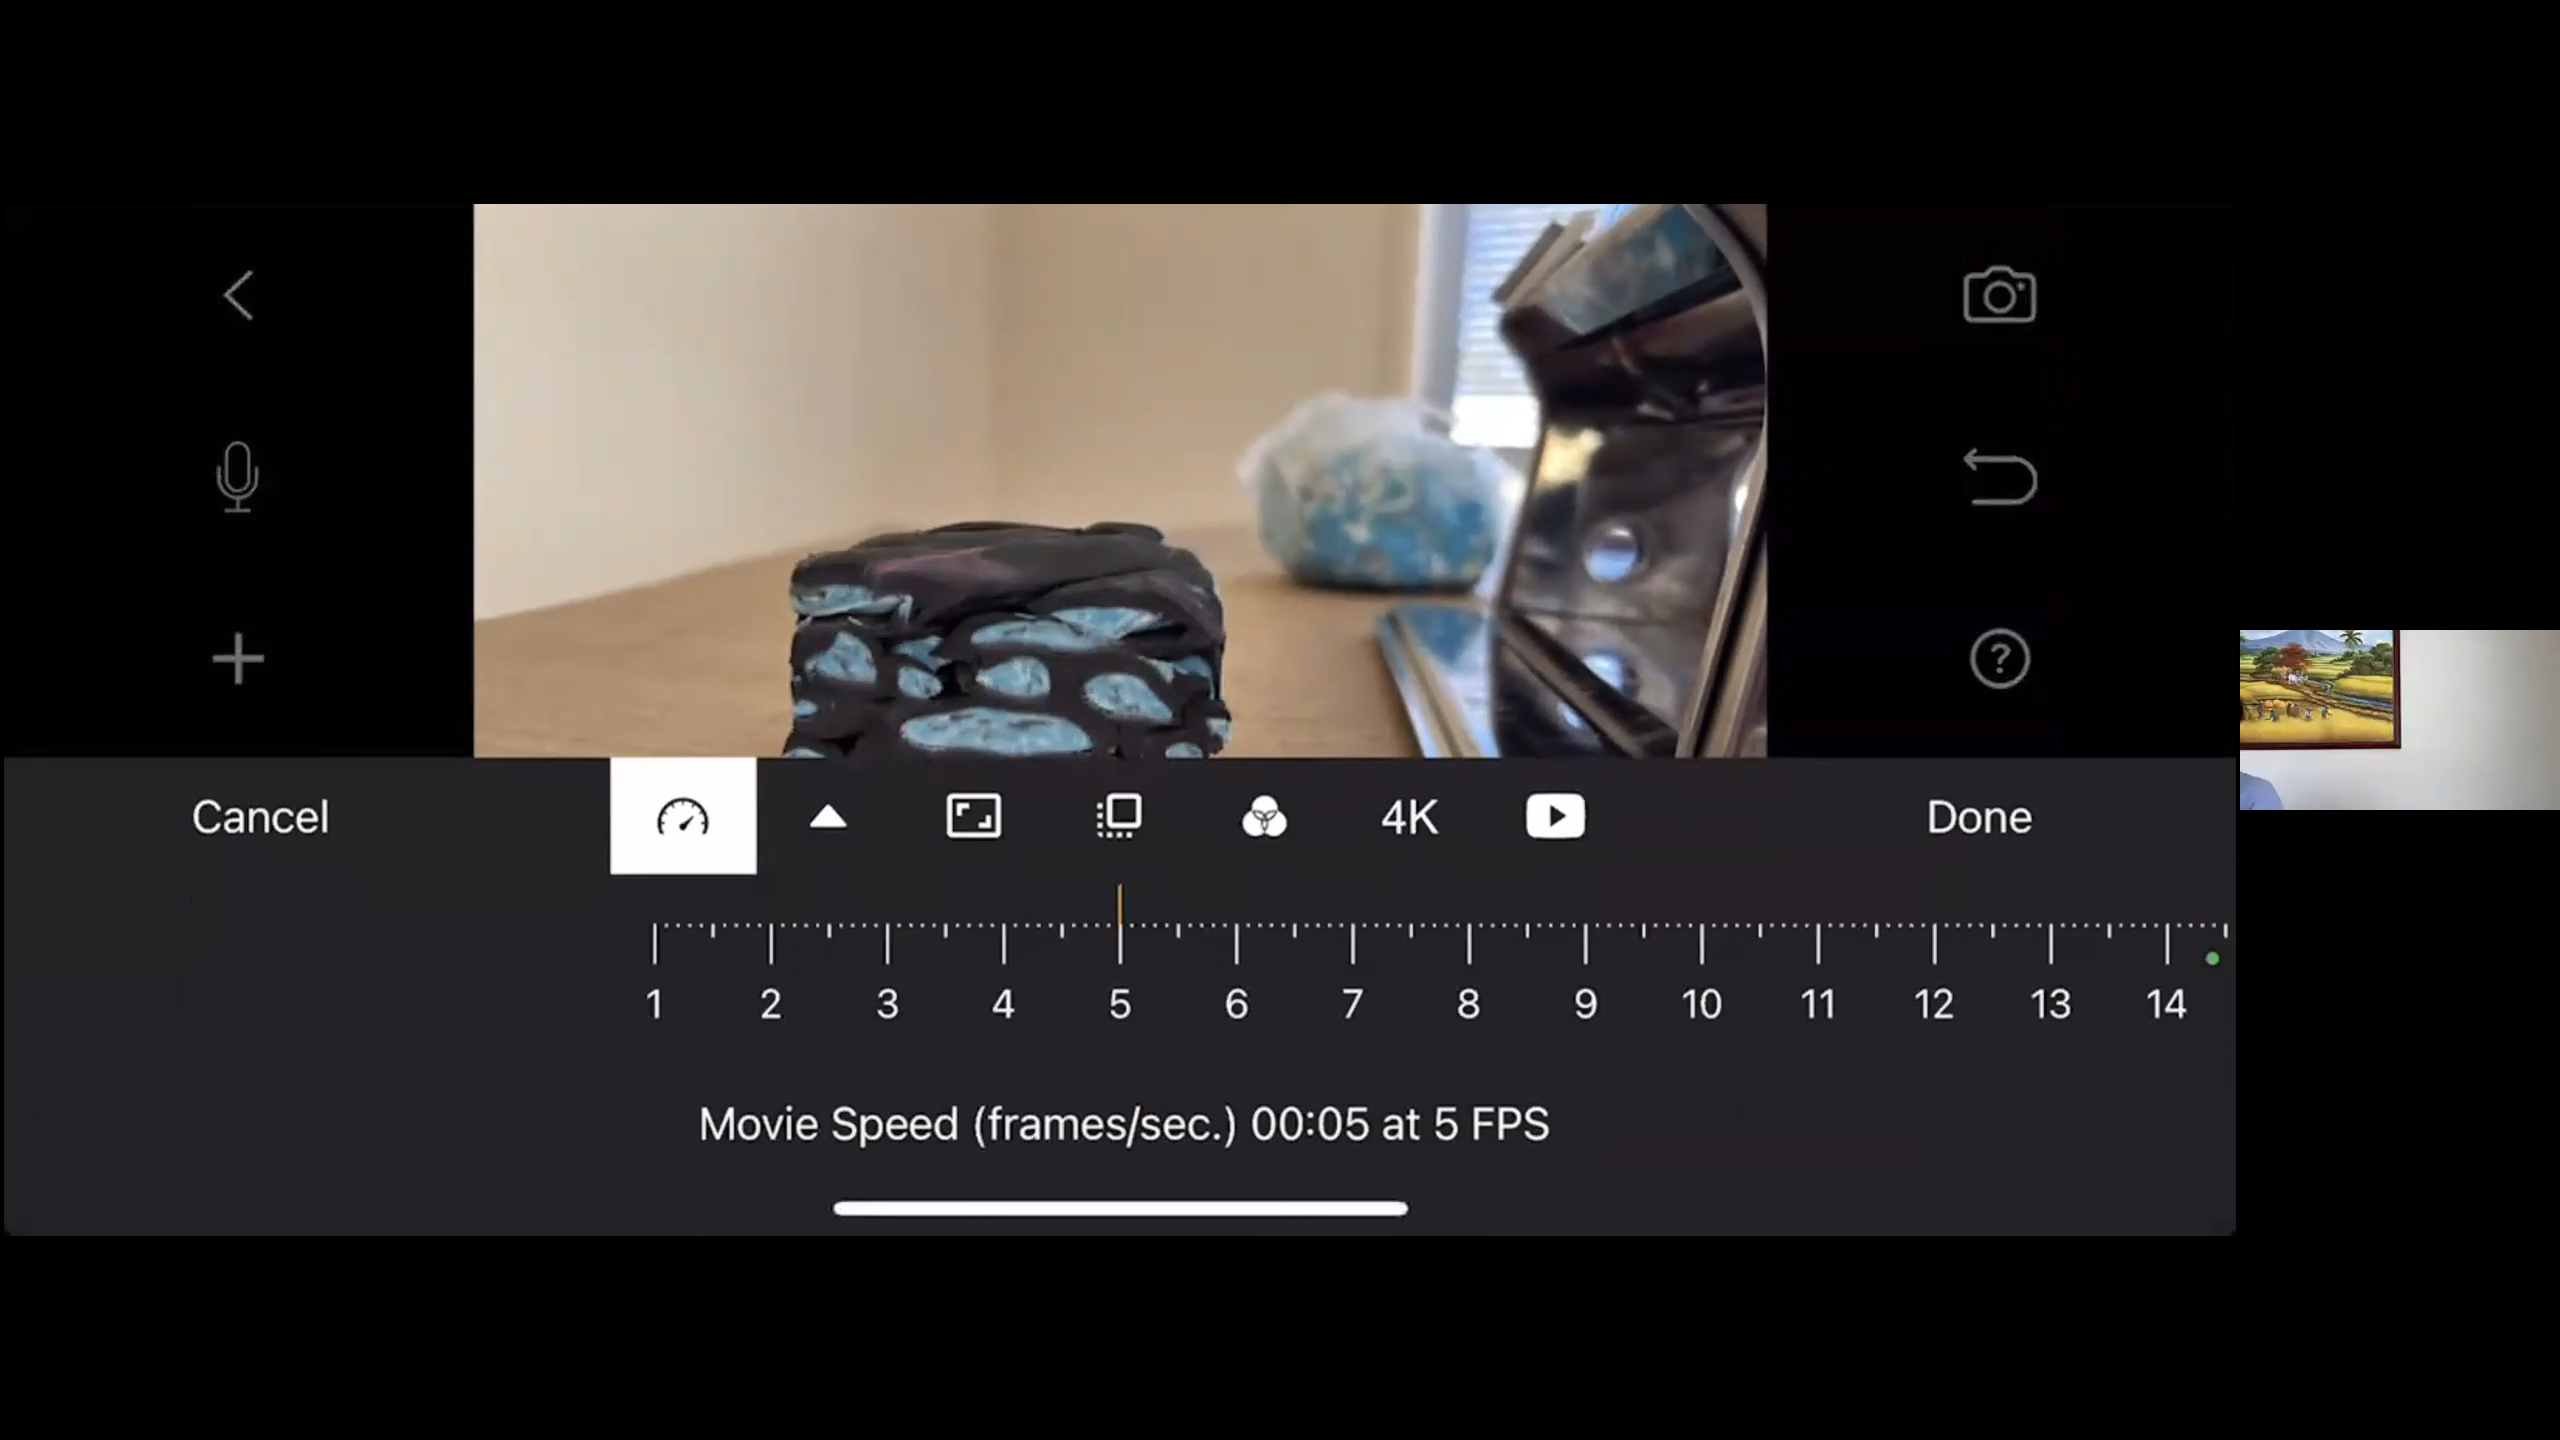 Cancel
4K
Done
1 2 3 4 5 6 7 8 9 10 11 12 13 14
Movie Speed (frames/sec.) 00:05 at 5 FPS
?